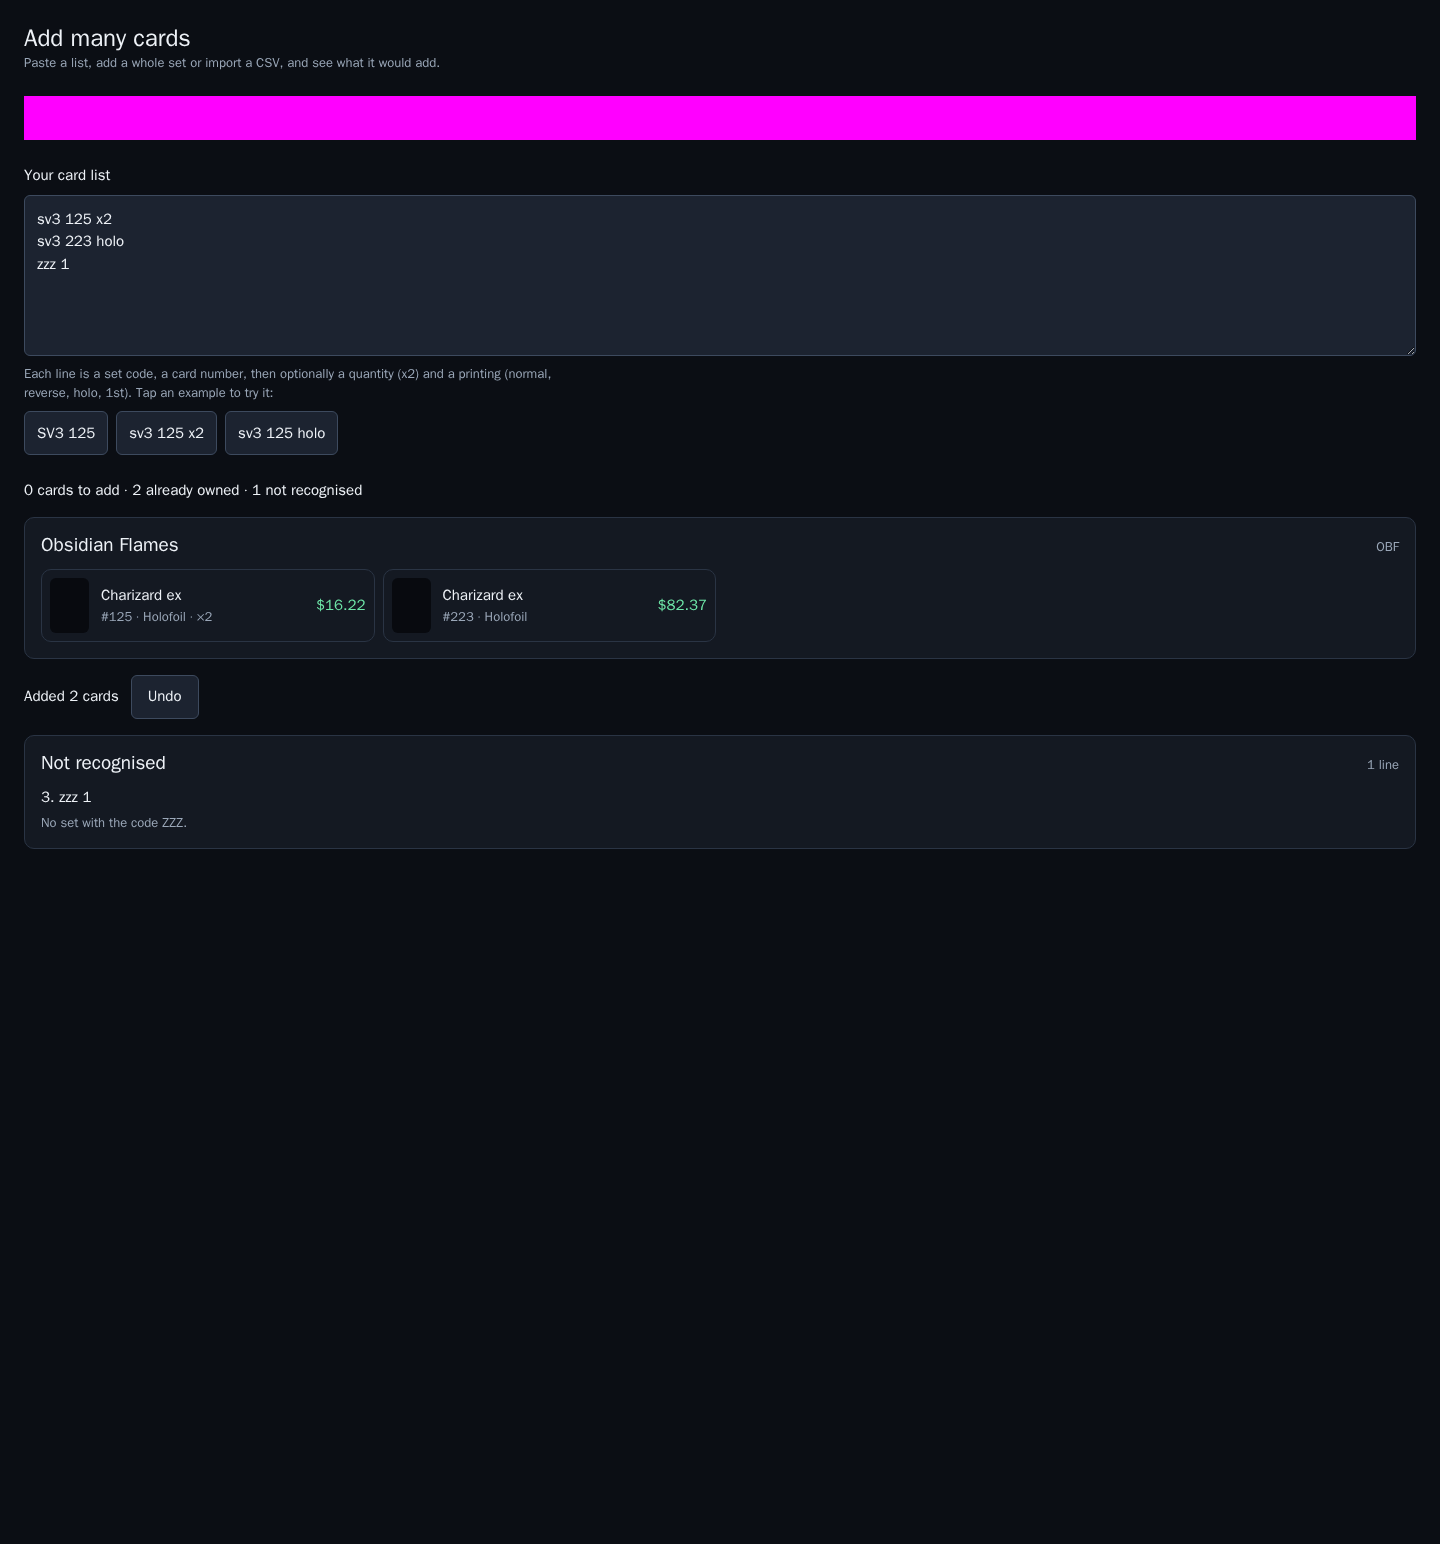 Add many cards
Paste a list, add a whole set or import a CSV, and see what it would add.
Your card list
sv3 125 x2
sv3 223 holo
zzz 1
Each line is a set code, a card number, then optionally a quantity (x2) and a printing (normal,
reverse, holo, 1st). Tap an example to try it:
SV3 125
sv3 125 x2
sv3 125 holo
0 cards to add · 2 already owned · 1 not recognised
Obsidian Flames
OBF
Charizard ex
#125 · Holofoil · ×2
$16.22
Charizard ex
#223 · Holofoil
$82.37
Added 2 cards
Undo
Not recognised
1 line
3. zzz 1
No set with the code ZZZ.